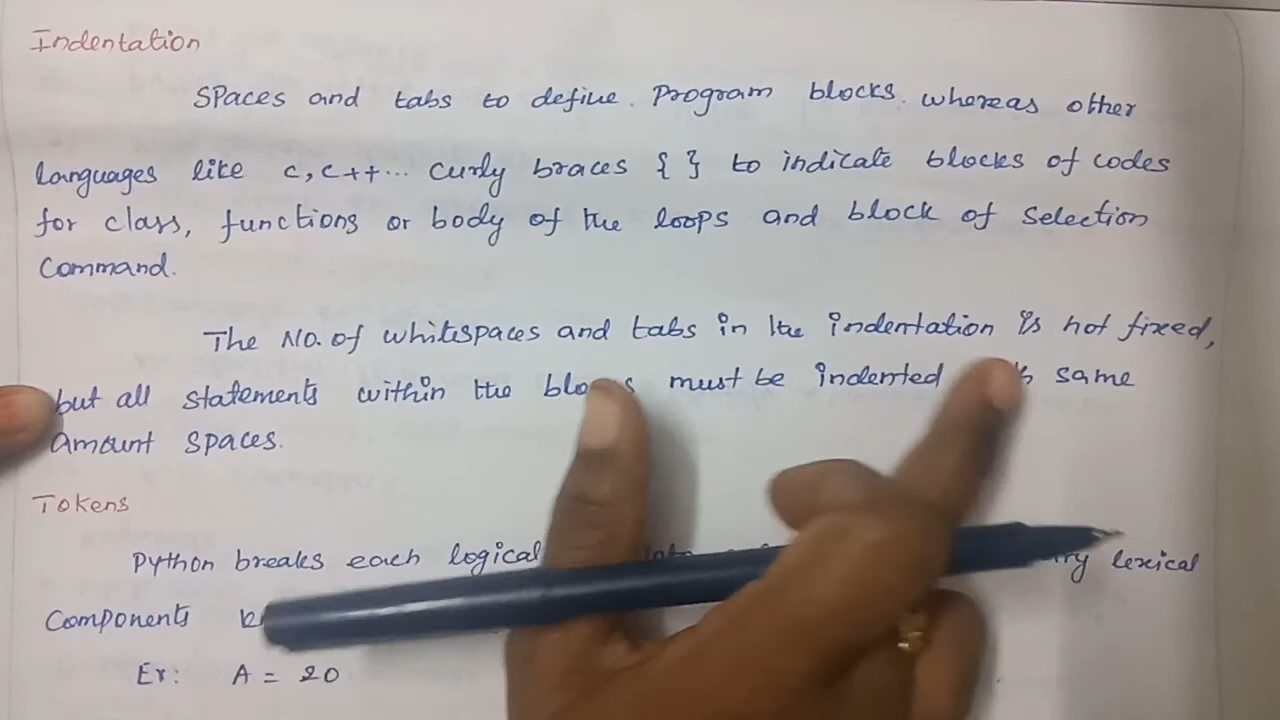 Indentation
Spaces and tabs to define Program blocks. whereas other
languages like c, c++... Curly braces { } to indicate blocks of codes
for class, functions or body of the loops and block of selection
Command.
The No. of whitespaces and tabs in the indentation is not fixed,
but all statements within the must be indented same
amount spaces.
Tokens
Python breaks each logical lexical
Components
Ex: A = 20